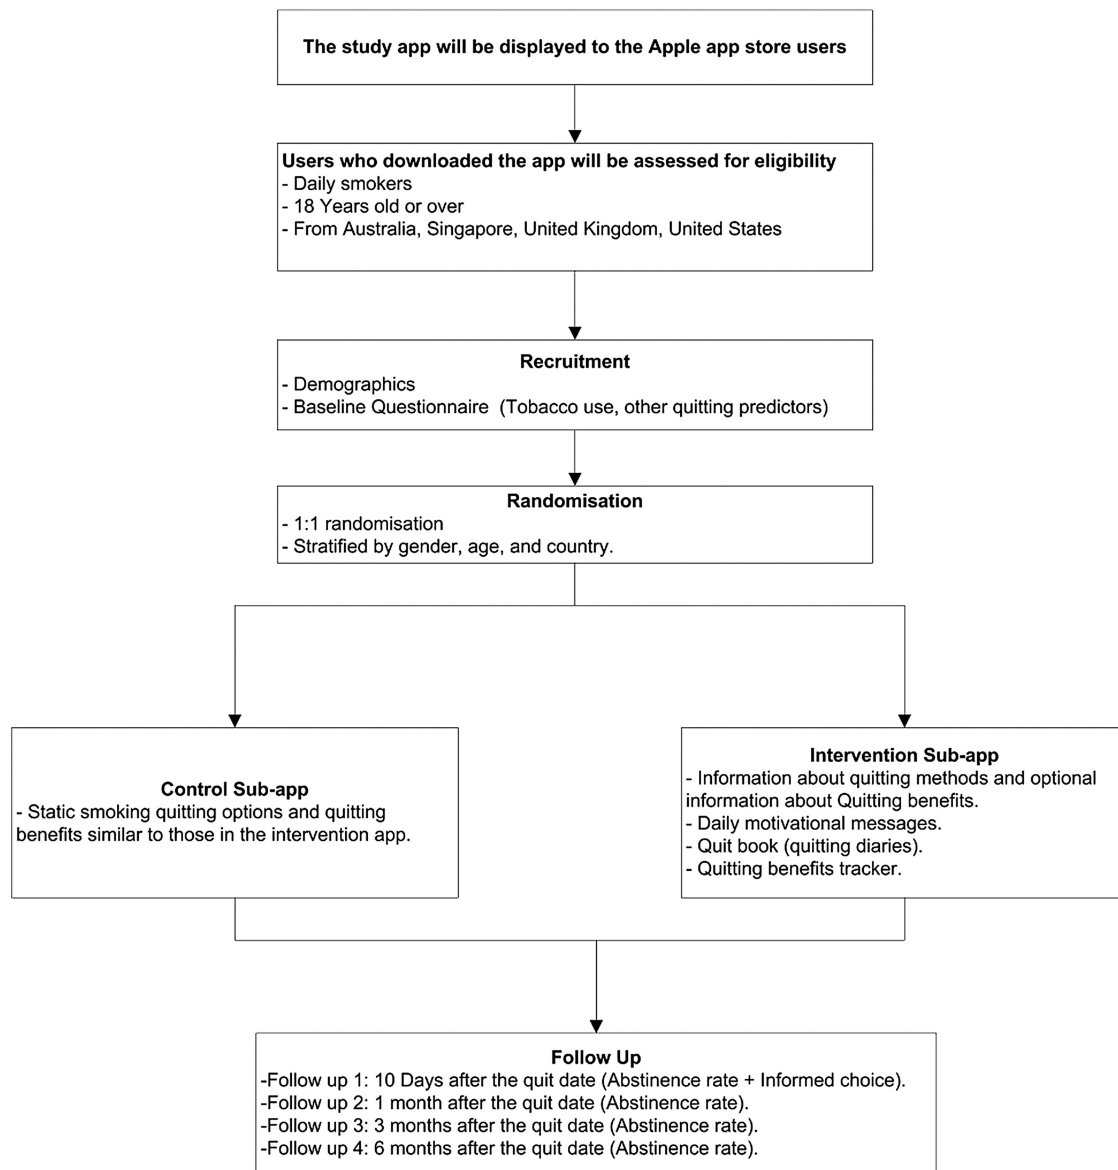 The study app will be displayed to the Apple app store users
Users who downloaded the app will be assessed for eligibility
- Daily smokers
- 18 Years old or over
- From Australia, Singapore, United Kingdom, United States
Recruitment
- Demographics
- Baseline Questionnaire  (Tobacco use, other quitting predictors)
Randomisation
- 1:1 randomisation
- Stratified by gender, age, and country.
Control Sub-app
- Static smoking quitting options and quitting
benefits similar to those in the intervention app.
Intervention Sub-app
- Information about quitting methods and optional
information about Quitting benefits.
- Daily motivational messages.
- Quit book (quitting diaries).
- Quitting benefits tracker.
Follow Up
-Follow up 1: 10 Days after the quit date (Abstinence rate + Informed choice).
-Follow up 2: 1 month after the quit date (Abstinence rate).
-Follow up 3: 3 months after the quit date (Abstinence rate).
-Follow up 4: 6 months after the quit date (Abstinence rate).